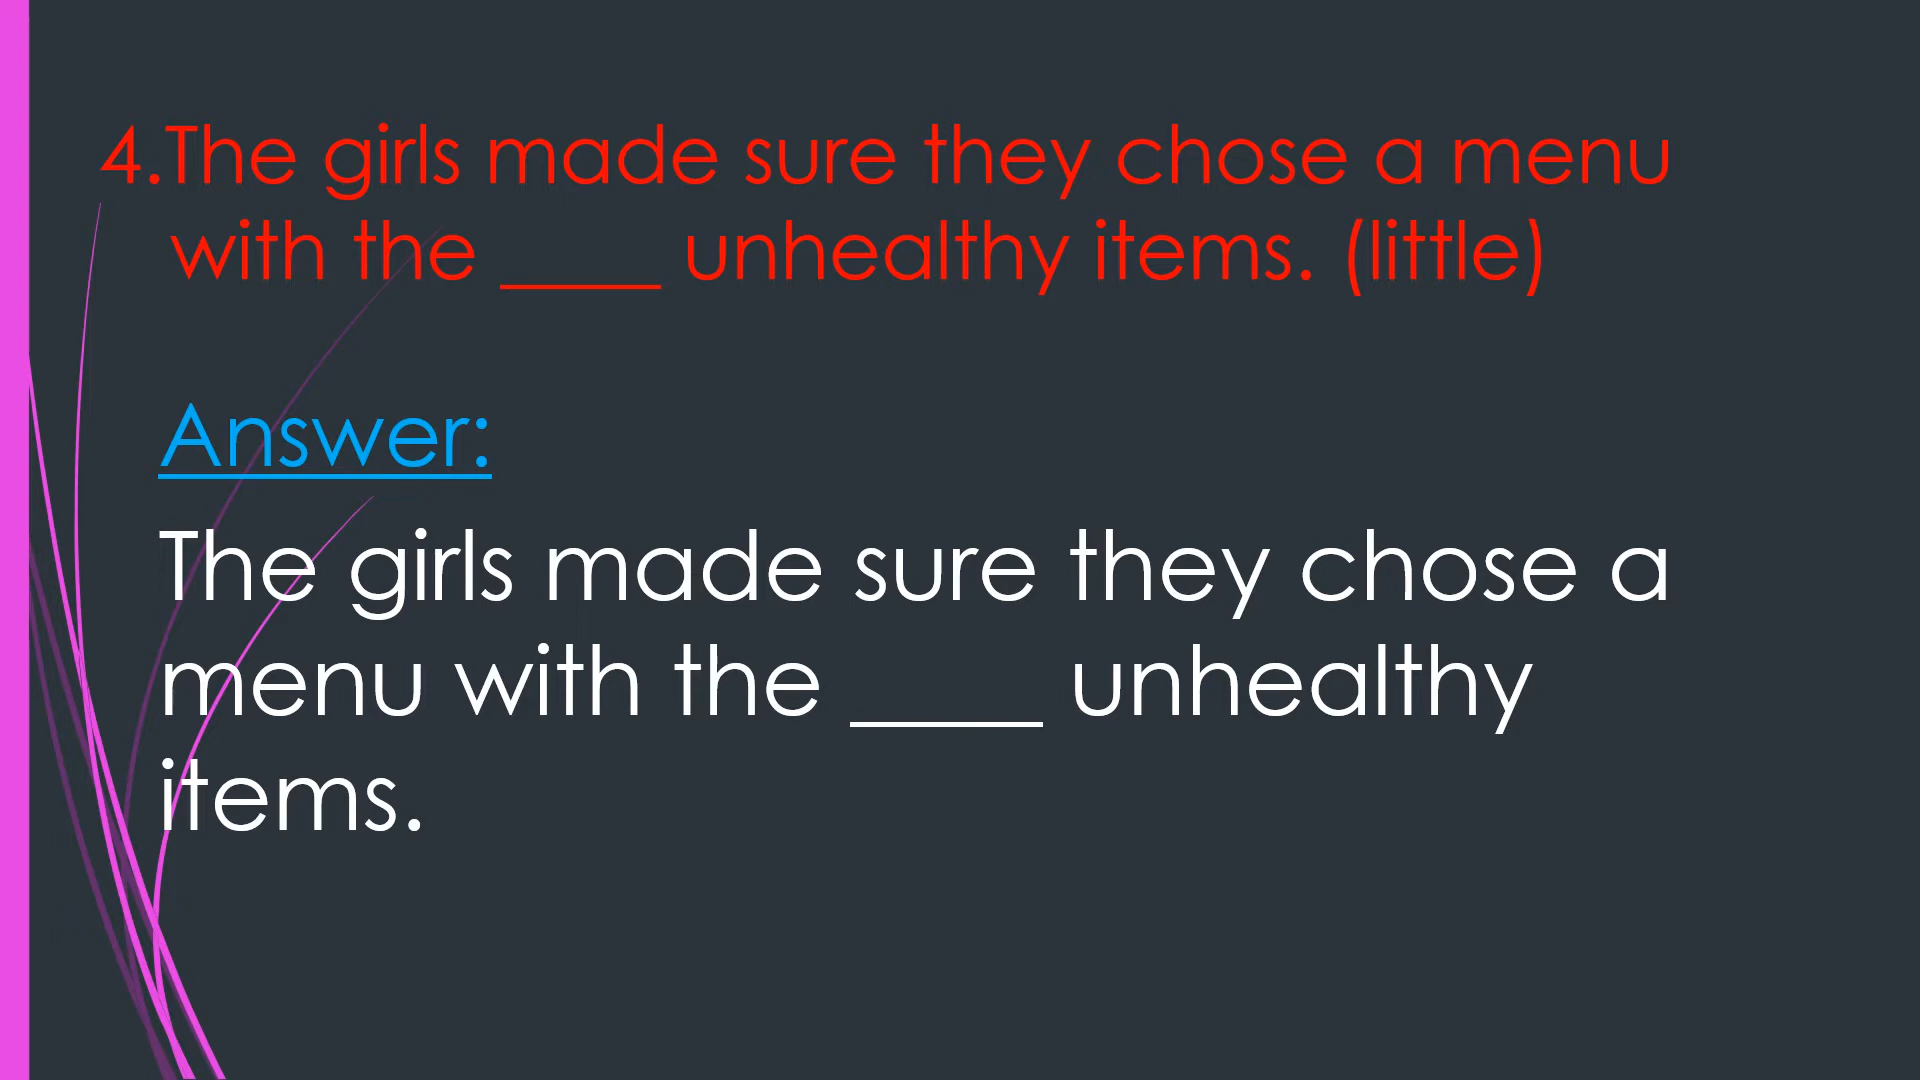 4.The girls made sure they chose a menu
with the ____ unhealthy items. (little)
Answer:
The girls made sure they chose a
menu with the ____ unhealthy
items.